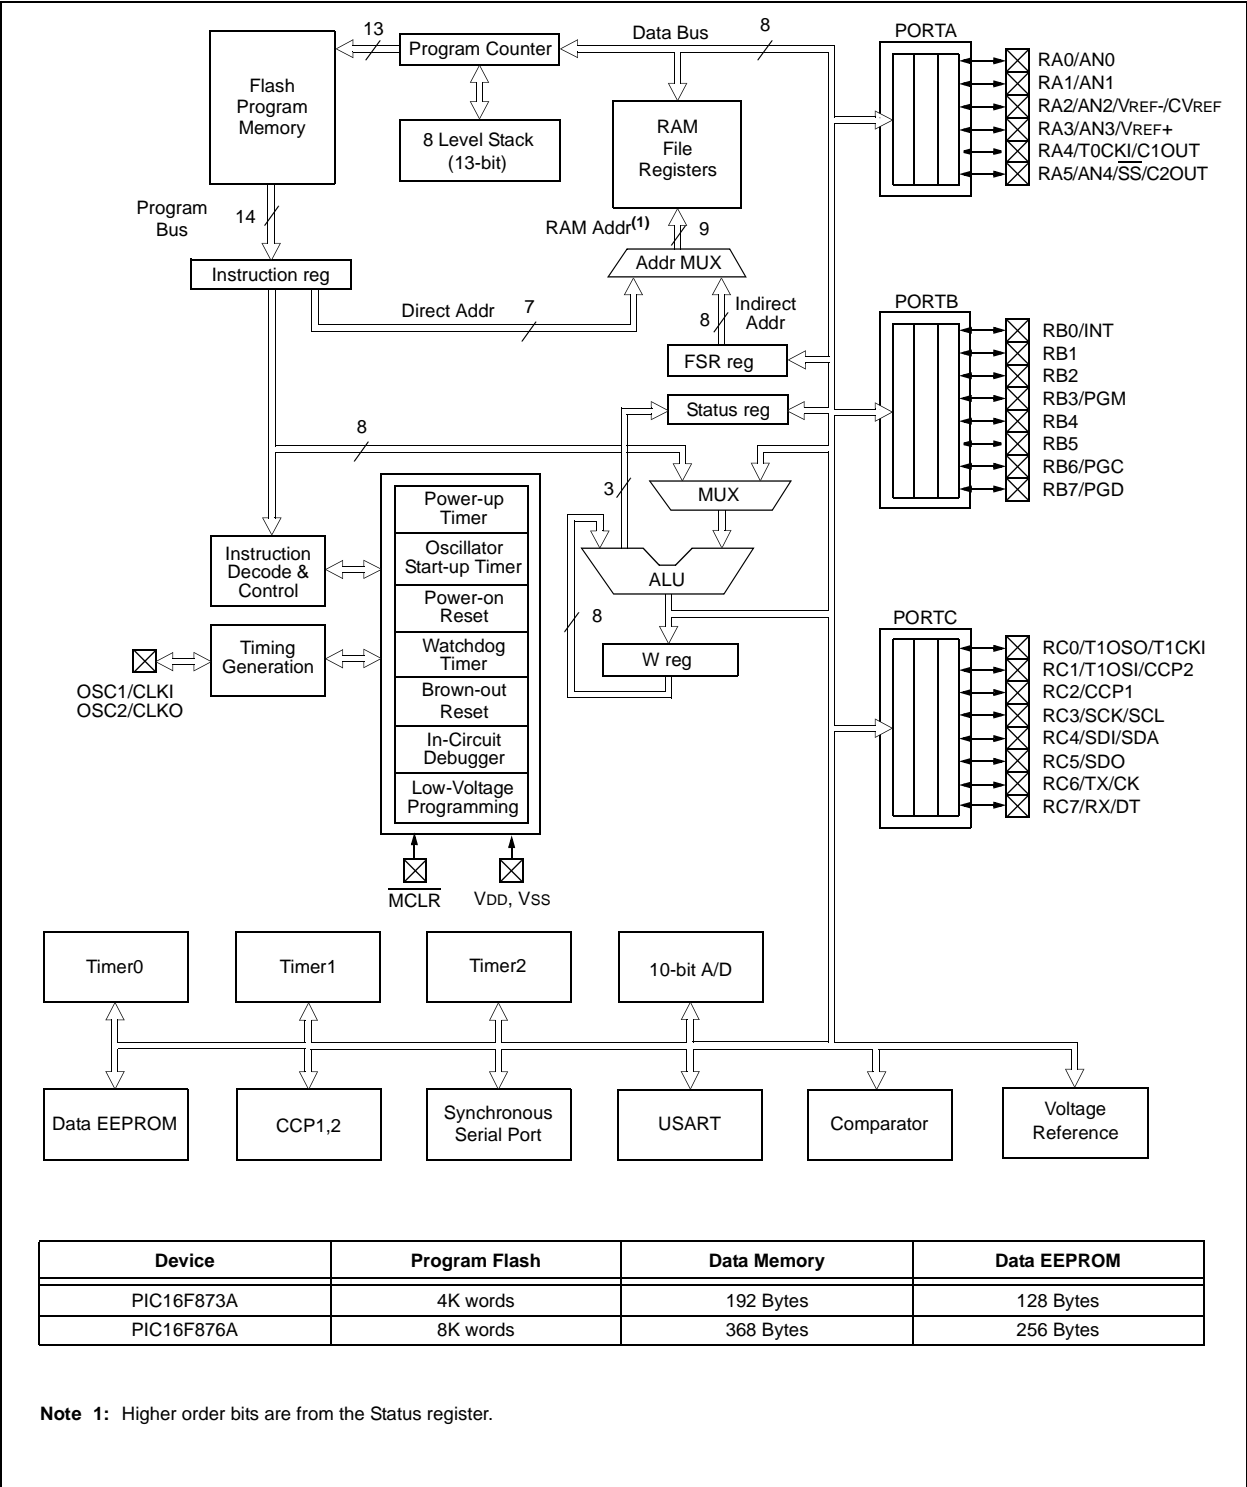 13
Data Bus
8
PORTA
Program Counter
Flash
Program
Memory
8 Level Stack
(13-bit)
RAM
File
Registers
RA0/AN0
RA1/AN1
RA2/AN2/VREF-/CVREF
RA3/AN3/VREF+
RA4/T0CKI/C1OUT
RA5/AN4/SS/C2OUT
Program
Bus
14
RAM Addr(1)
9
Instruction reg
Addr MUX
Direct Addr
7
8
Indirect
Addr
FSR reg
Status reg
PORTB
RB0/INT
RB1
RB2
RB3/PGM
RB4
RB5
RB6/PGC
RB7/PGD
8
3
MUX
ALU
8
W reg
Power-up
Timer
Oscillator
Start-up Timer
Power-on
Reset
Watchdog
Timer
Brown-out
Reset
In-Circuit
Debugger
Low-Voltage
Programming
Instruction
Decode &
Control
Timing
Generation
OSC1/CLKI
OSC2/CLKO
MCLR
VDD, VSS
PORTC
RC0/T1OSO/T1CKI
RC1/T1OSI/CCP2
RC2/CCP1
RC3/SCK/SCL
RC4/SDI/SDA
RC5/SDO
RC6/TX/CK
RC7/RX/DT
Timer0
Timer1
Timer2
10-bit A/D
Data EEPROM
CCP1,2
Synchronous
Serial Port
USART
Comparator
Voltage
Reference
Device Program Flash Data Memory Data EEPROM
PIC16F873A 4K words 192 Bytes 128 Bytes
PIC16F876A 8K words 368 Bytes 256 Bytes
Note 1: Higher order bits are from the Status register.